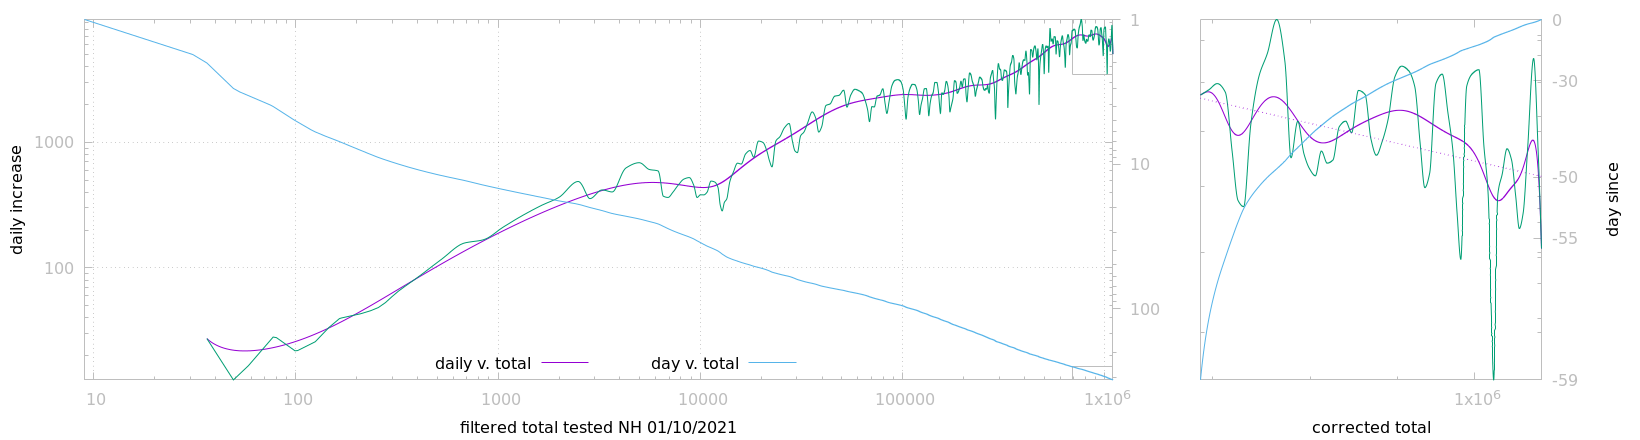 daily increase
1000
100
10
100
1000
10000
100000
1x10^6
filtered total tested NH 01/10/2021
daily v. total
day v. total
1
10
100
0
-30
-50
-55
-59
day since
1x10^6
corrected total